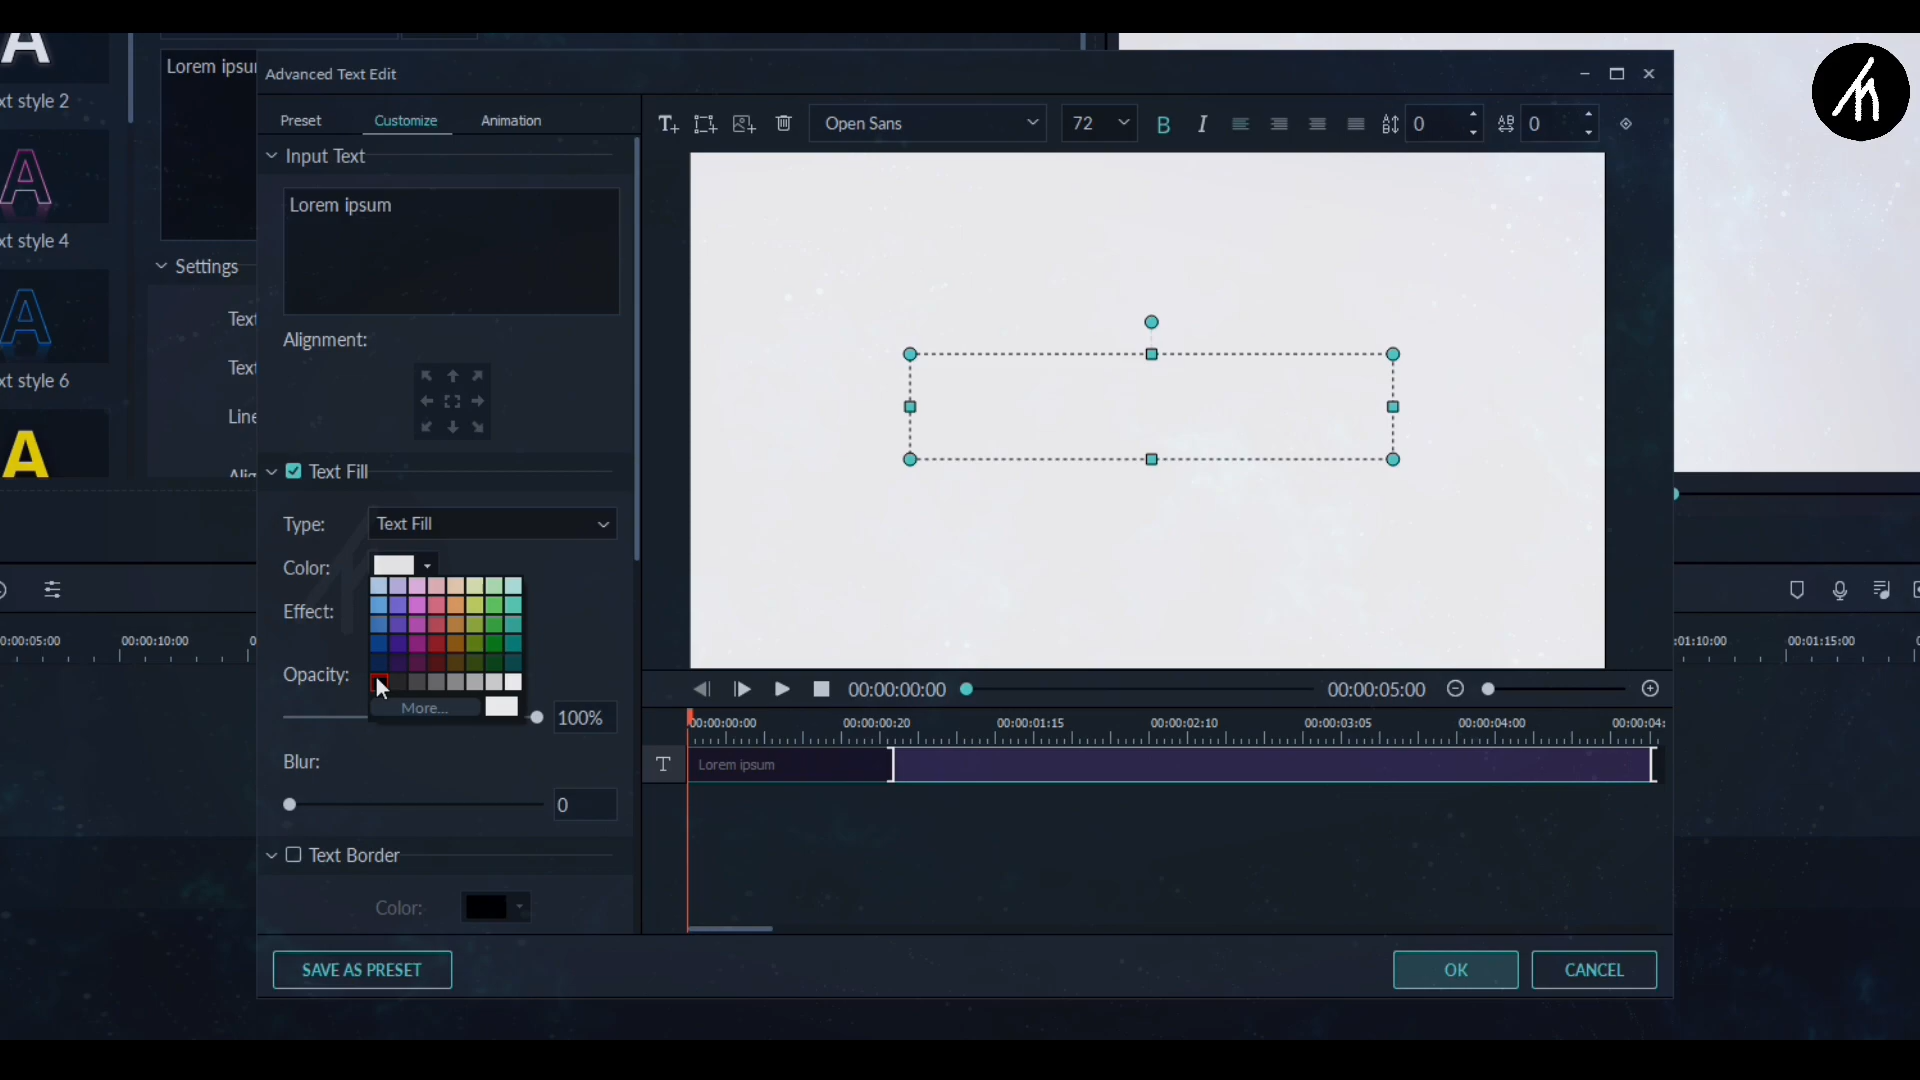 A
Lorem ipsu
Advanced Text Edit
xt style 2
Preset
Customize
Animation
Open Sans
72
B
I
0
0
Input Text
Lorem ipsum
A
xt style 4
Settings
Text
Text
Line
Alig
A
xt style 6
A
Alignment:
Text Fill
Type:
Text Fill
Color:
Effect:
Opacity:
More...
100%
Blur:
0
Text Border
Color:
00:00:00:00
00:00:05:00
0:00:05:00
00:00:10:00
0
:01:10:00
00:01:15:00
00:00:00:00
00:00:00:20
00:00:01:15
00:00:02:10
00:00:03:05
00:00:04:00
00:00:04:
T
Lorem ipsum
SAVE AS PRESET
OK
CANCEL